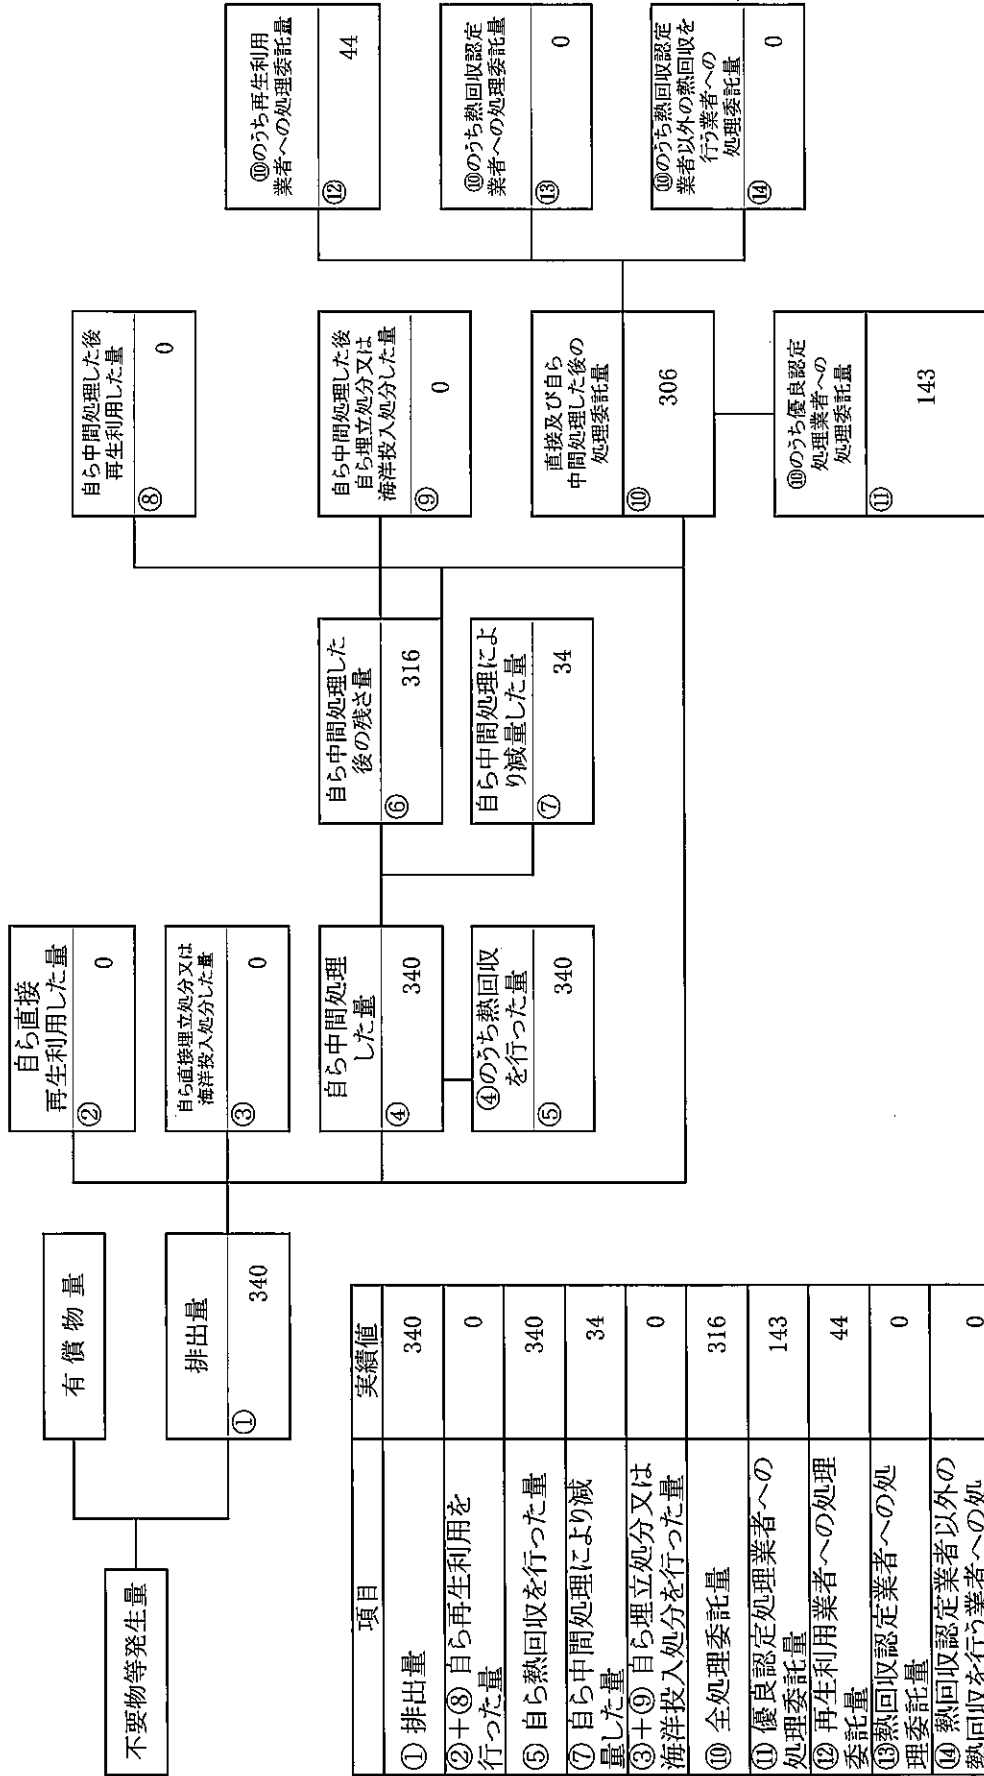 不要物等発生量
有償物量
排出量
①
340
自ら直接
再生利用した量
②
0
自ら直接埋立処分又は
海洋投入処分した量
③
0
自ら中間処理
した量
④
340
④のうち熱回収
を行った量
⑤
340
自ら中間処理した
後の残さ量
⑥
316
自ら中間処理によ
り減量した量
⑦
34
自ら中間処理した後
再生利用した量
⑧
0
自ら中間処理した後
自ら埋立処分又は
海洋投入処分した量
⑨
0
直接及び自ら
中間処理した後の
処理委託量
⑩
306
⑩のうち優良認定
処理業者への
処理委託量
⑪
143
⑩のうち再生利用
業者への処理委託量
⑫
44
⑩のうち熱回収認定
業者への処理委託量
⑬
0
⑩のうち熱回収認定
業者以外の熱回収を
行う業者への
処理委託量
⑭
0
項目 実績値
①排出量 340
②+⑧ 自ら再生利用を
行った量 0
⑤ 自ら熱回収を行った量 340
⑦ 自ら中間処理により減
量した量 34
③+⑨ 自ら埋立処分又は
海洋投入処分を行った量 0
⑩ 全処理委託量 316
⑪ 優良認定処理業者への
処理委託量 143
⑫ 再生利用業者への処理
委託量 44
⑬熱回収認定業者への処
理委託量 0
⑭ 熱回収認定業者以外の
熱回収を行う業者への処 0